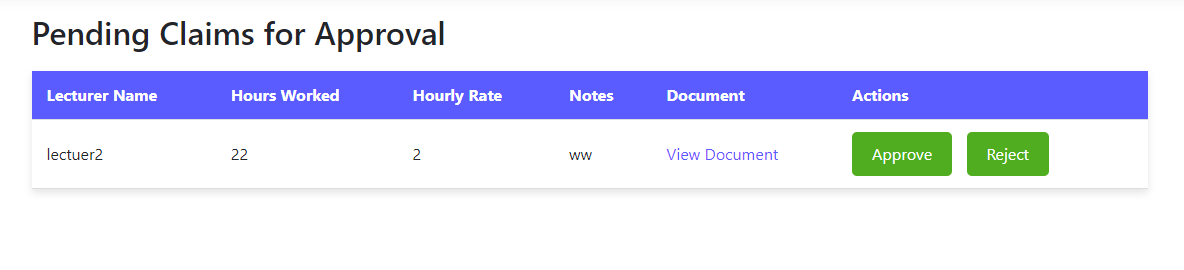 Pending Claims for Approval
Lecturer Name Hours Worked Hourly Rate Notes Document Actions
lectuer2 22 2 ww View Document Approve Reject